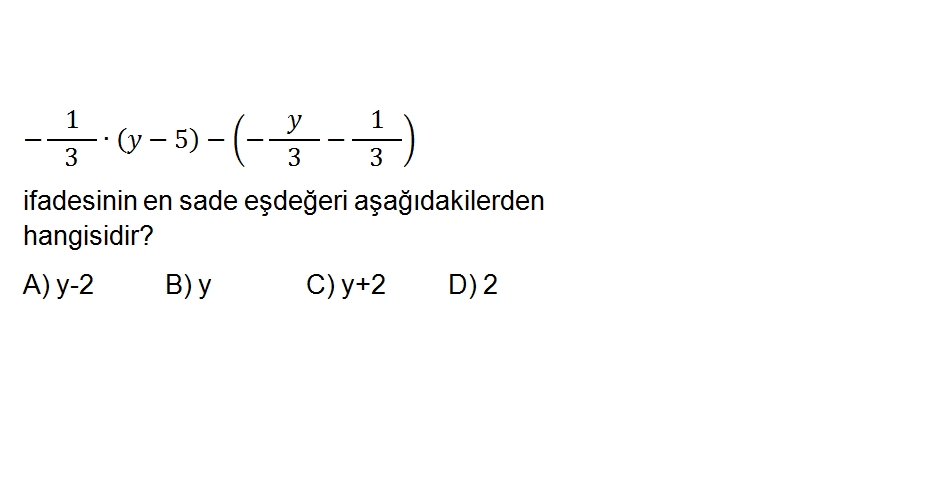 −1/3 · (y − 5) − (−y/3 − 1/3)
ifadesinin en sade eşdeğeri aşağıdakilerden
hangisidir?
A) y-2 B) y C) y+2 D) 2